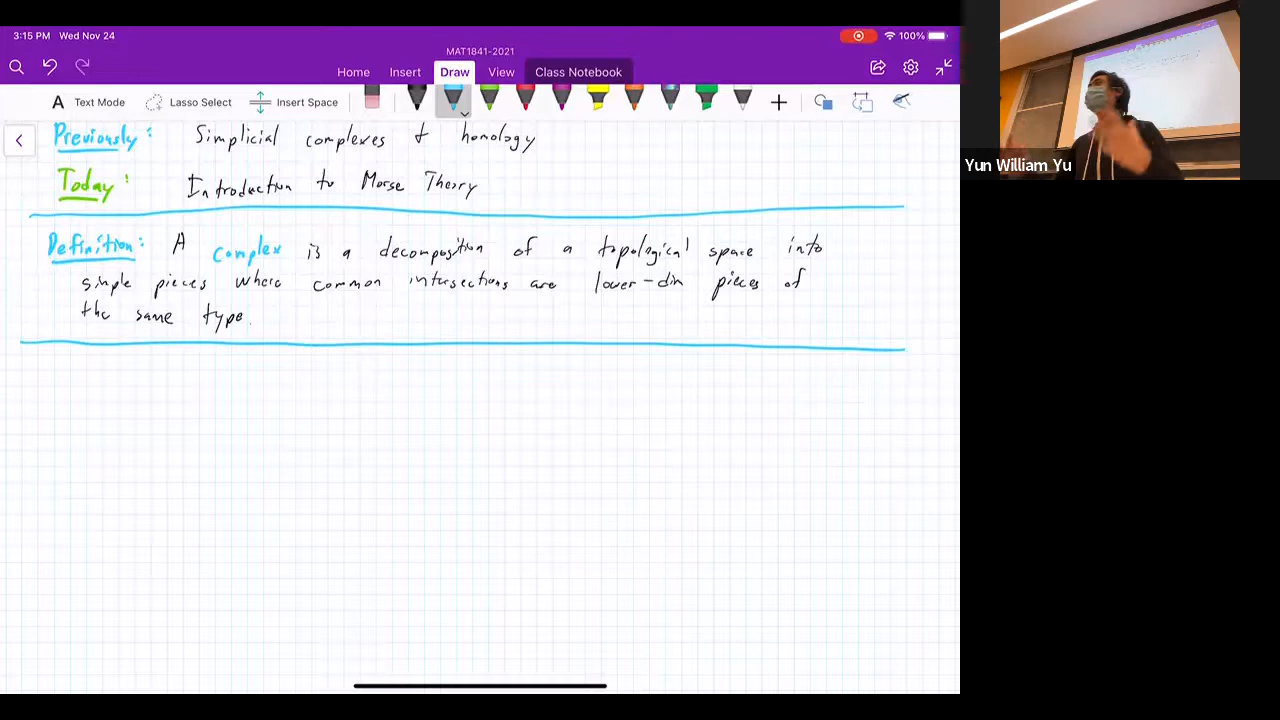 3:15 PM Wed Nov 24
100%
MAT1841-2021
Home Insert Draw View Class Notebook
A Text Mode Lasso Select Insert Space
Previously: Simplicial complexes + homology
Today: Introduction to Morse Theory
Definition: A complex is a decomposition of a topological space into
simple pieces where common intersections are lower-dim pieces of
the same type.
Yun William Yu